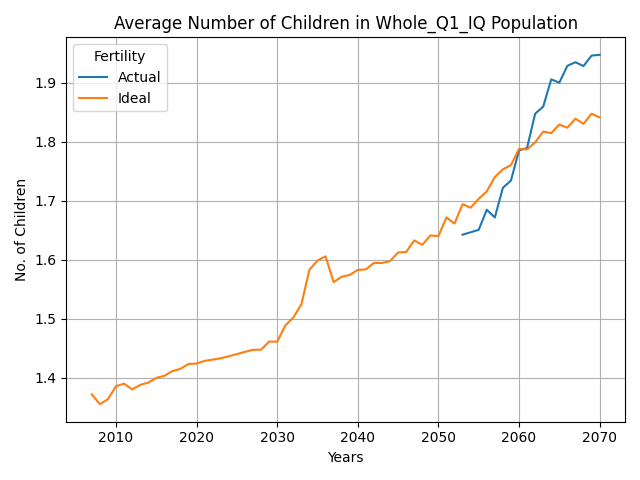 Average Number of Children in Whole_Q1_IQ Population
Fertility
Actual
Ideal
No. of Children
1.9
1.8
1.7
1.6
1.5
1.4
2010 2020 2030 2040 2050 2060 2070
Years